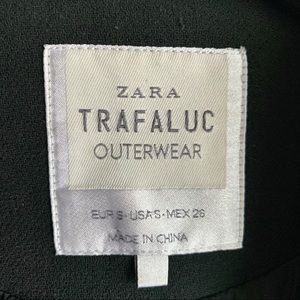 ZARA
TRAFALUC
OUTERWEAR
EUR S-USA S-MEX 26
MADE IN CHINA